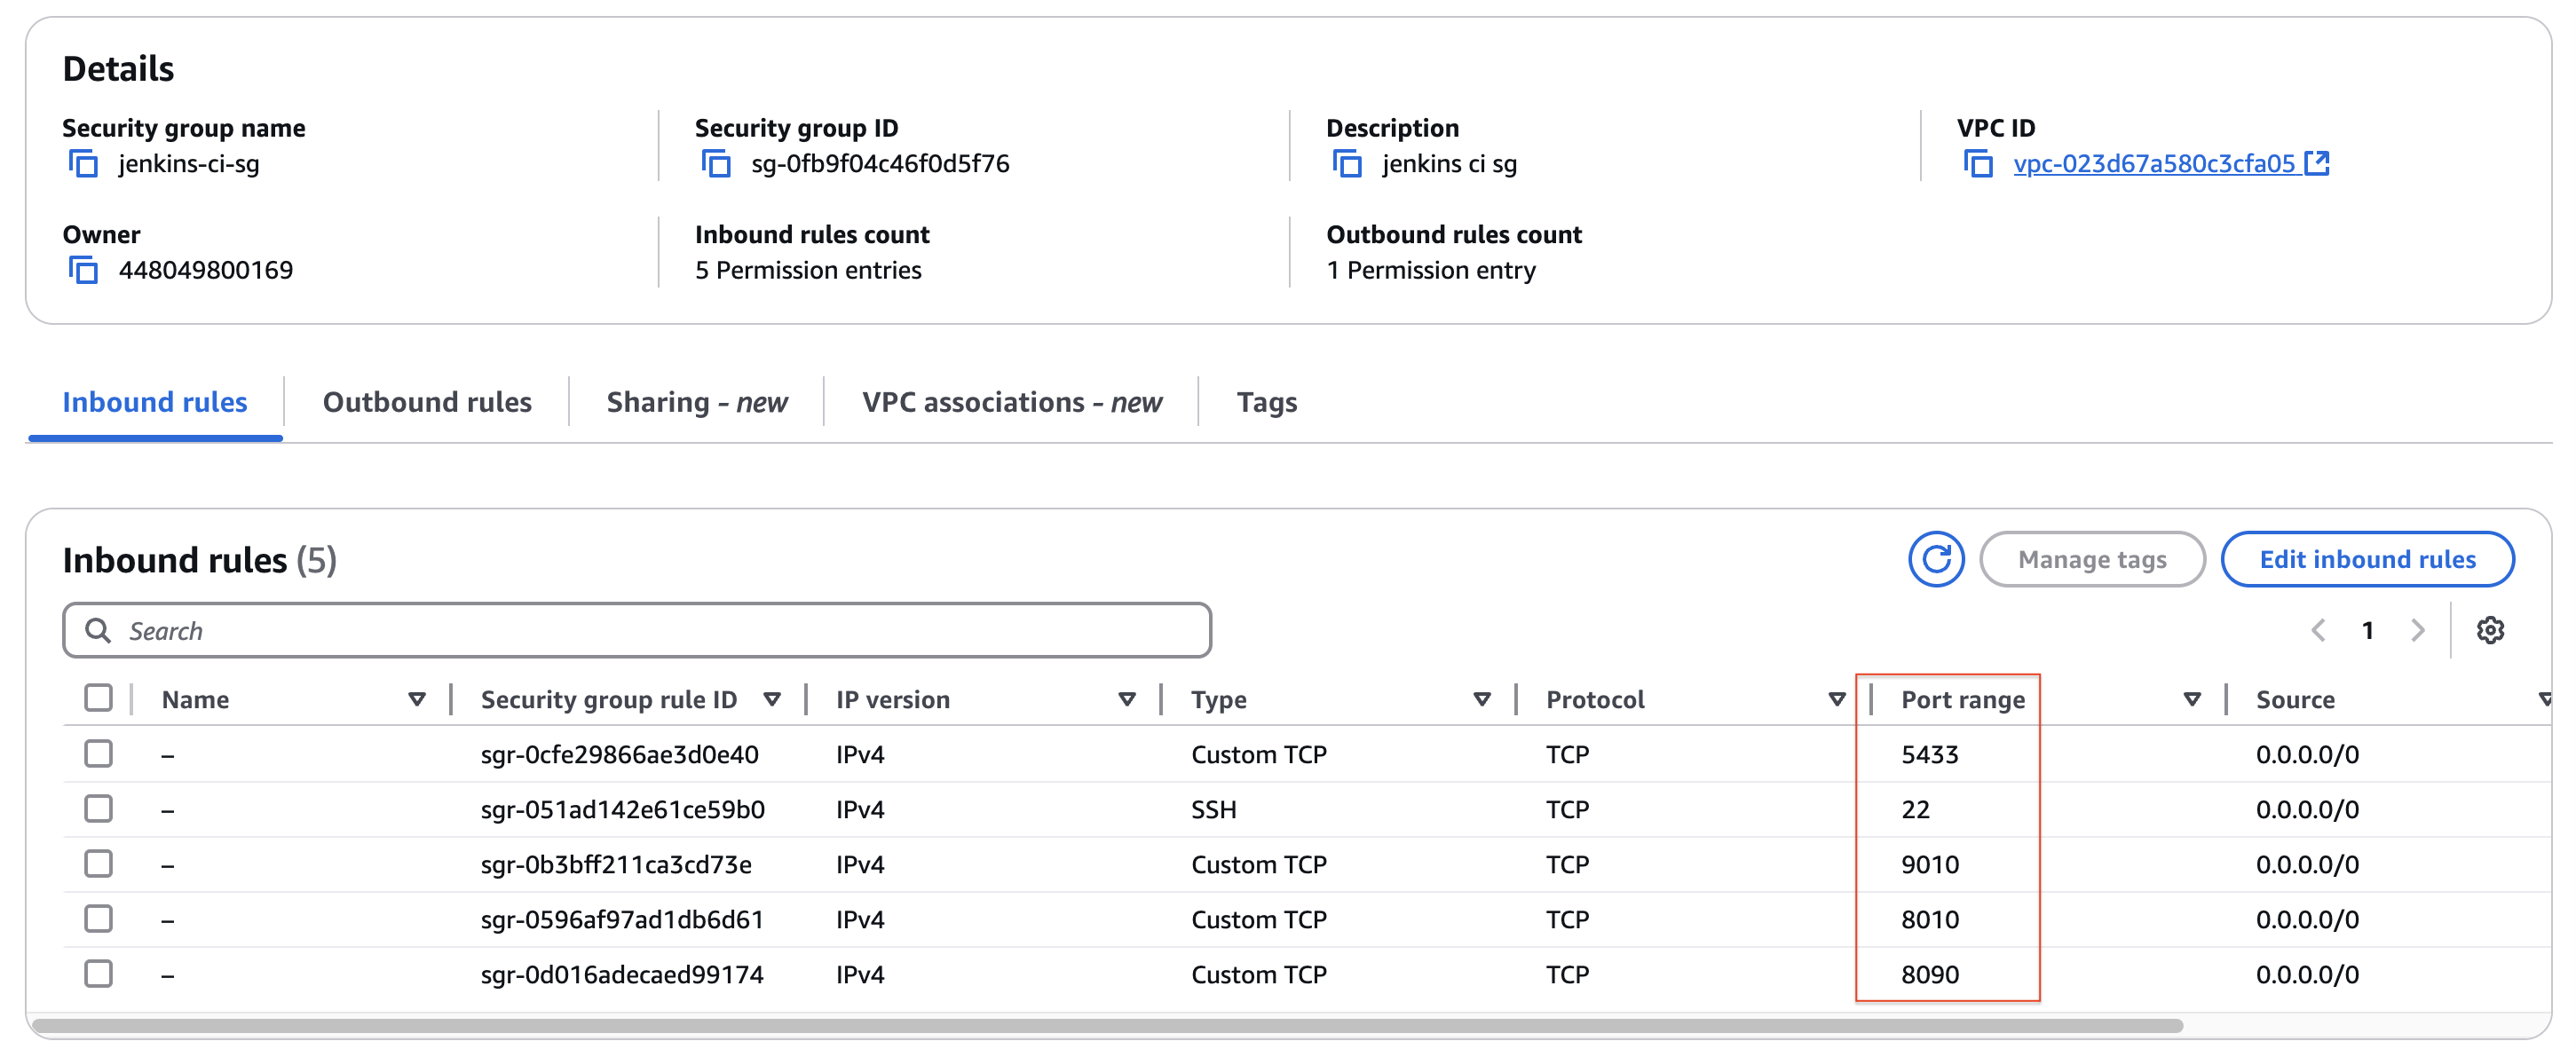 Details
Security group name Security group ID Description VPC ID
jenkins-ci-sg sg-0fb9f04c46f0d5f76 jenkins ci sg vpc-023d67a580c3cfa05
Owner Inbound rules count Outbound rules count
448049800169 5 Permission entries 1 Permission entry
Inbound rules Outbound rules Sharing - new VPC associations - new Tags
Inbound rules (5) Manage tags Edit inbound rules
Search 1
Name Security group rule ID IP version Type Protocol Port range Source
– sgr-0cfe29866ae3d0e40 IPv4 Custom TCP TCP 5433 0.0.0.0/0
– sgr-051ad142e61ce59b0 IPv4 SSH TCP 22 0.0.0.0/0
– sgr-0b3bff211ca3cd73e IPv4 Custom TCP TCP 9010 0.0.0.0/0
– sgr-0596af97ad1db6d61 IPv4 Custom TCP TCP 8010 0.0.0.0/0
– sgr-0d016adecaed99174 IPv4 Custom TCP TCP 8090 0.0.0.0/0